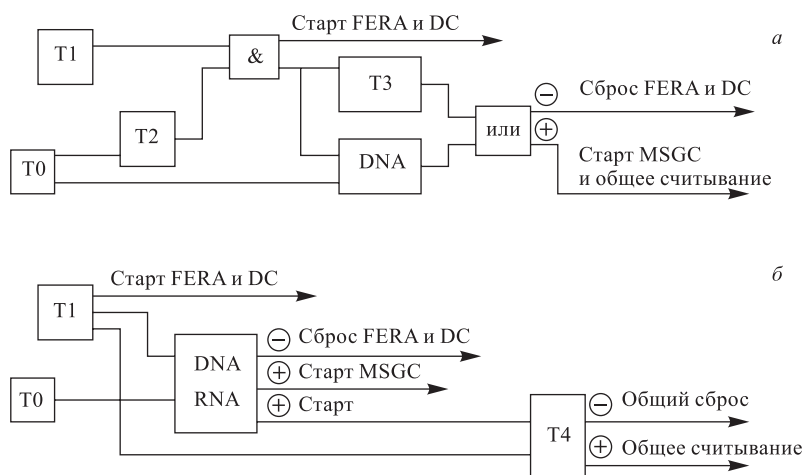 Старт FERA и DC
а
T1
&
T3
Сброс FERA и DC
T2
или
Старт MSGC
и общее считывание
T0
DNA
б
Старт FERA и DC
T1
Сброс FERA и DC
DNA
Старт MSGC
T0
RNA
Старт
Общий сброс
T4
Общее считывание